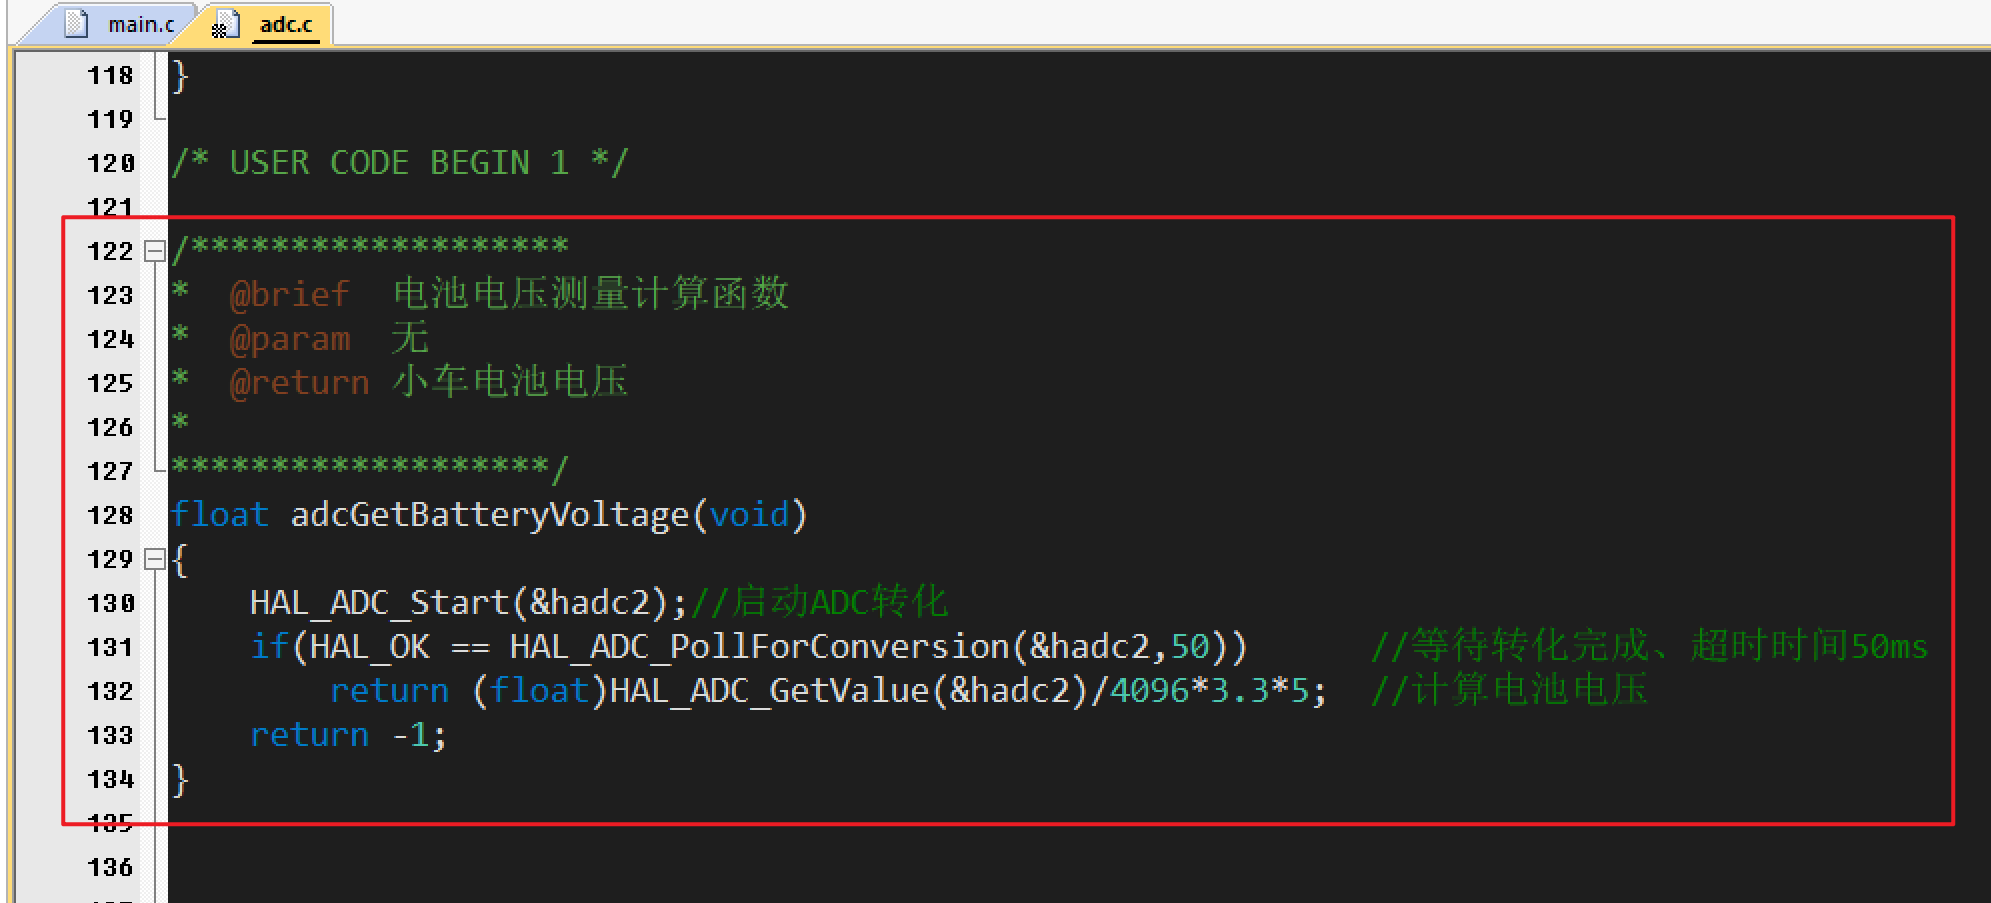 main.c adc.c
118 }
119
120 /* USER CODE BEGIN 1 */
121
122 /*******************
123 *  @brief  电池电压测量计算函数
124 *  @param  无
125 *  @return 小车电池电压
126 *
127 *******************/
128 float adcGetBatteryVoltage(void)
129 {
130     HAL_ADC_Start(&hadc2);//启动ADC转化
131     if(HAL_OK == HAL_ADC_PollForConversion(&hadc2,50))      //等待转化完成、超时时间50ms
132         return (float)HAL_ADC_GetValue(&hadc2)/4096*3.3*5;  //计算电池电压
133     return -1;
134 }
135
136